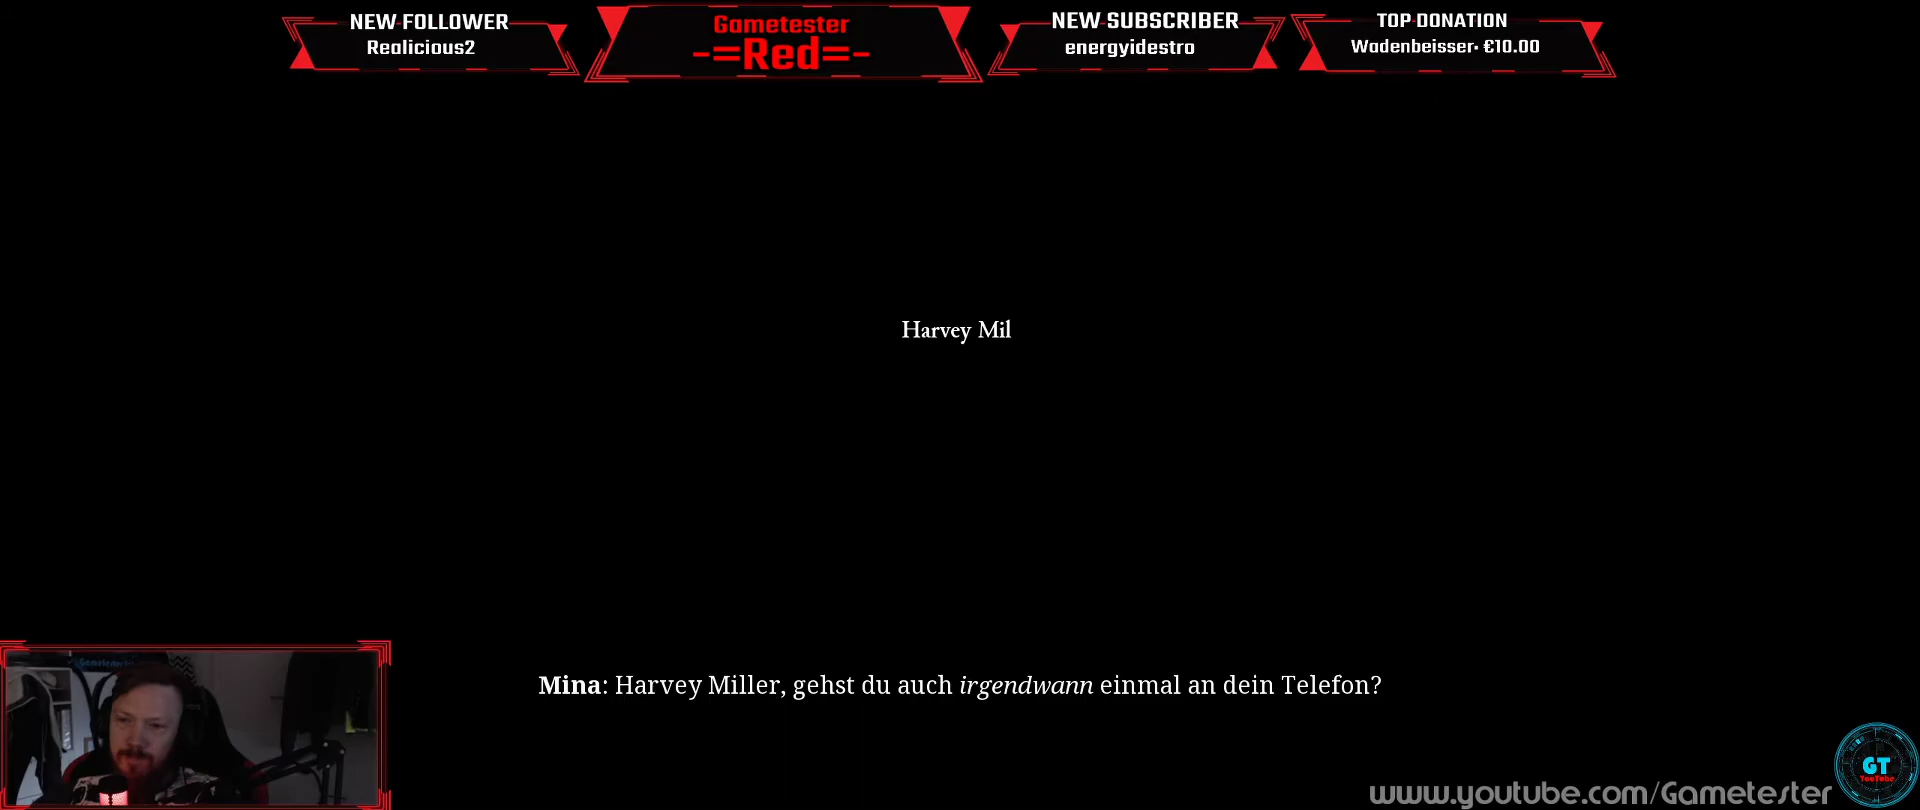 NEW FOLLOWER
Realicious2
Gametester
-=Red=-
NEW SUBSCRIBER
energyidestro
TOP DONATION
Wadenbeisser· €10.00
Harvey Mil
Mina: Harvey Miller, gehst du auch irgendwann einmal an dein Telefon?
GT
YouTube
www.youtube.com/Gametester